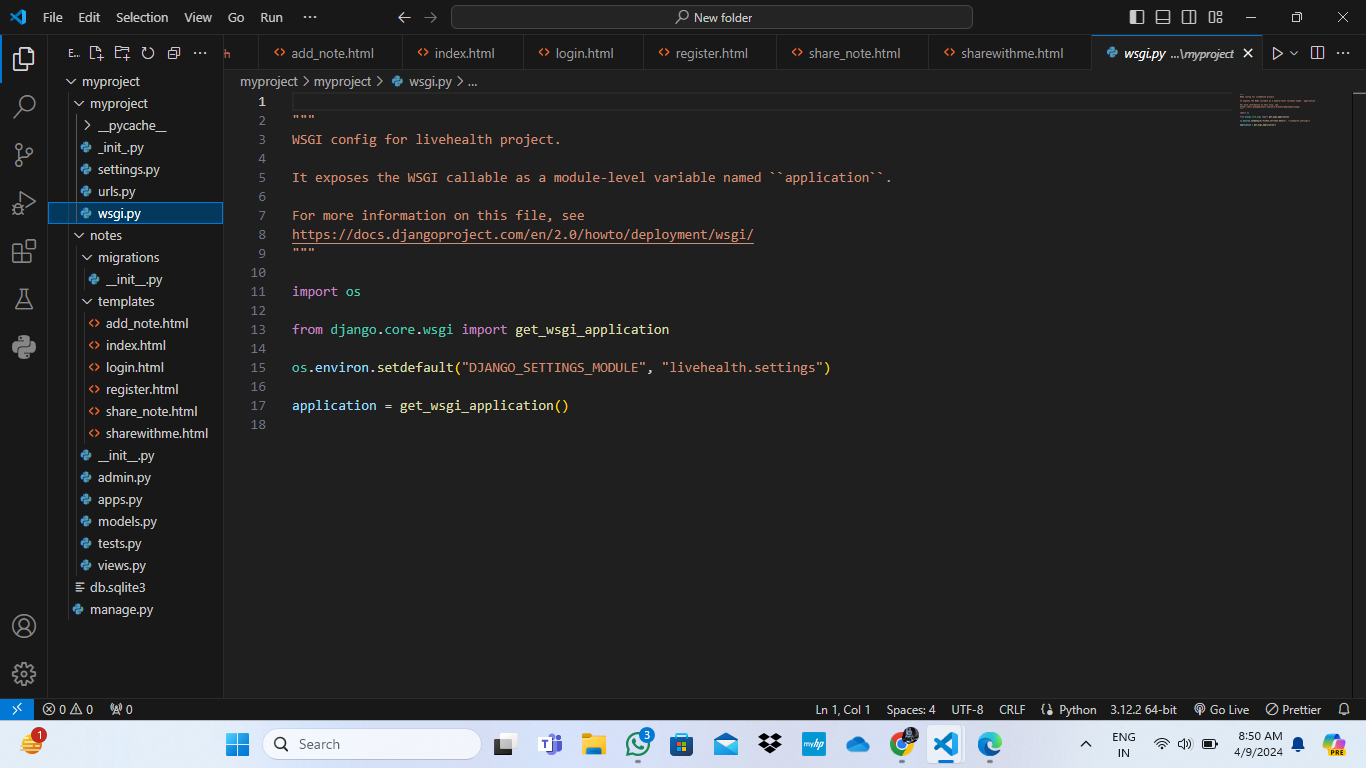 File Edit Selection View Go Run ··· New folder
E... ···
add_note.html index.html login.html register.html share_note.html sharewithme.html wsgi.py ...\myproject ···
myproject > myproject > wsgi.py > ...
myproject
myproject
__pycache__
_init_.py
settings.py
urls.py
wsgi.py
notes
migrations
__init__.py
templates
add_note.html
index.html
login.html
register.html
share_note.html
sharewithme.html
__init__.py
admin.py
apps.py
models.py
tests.py
views.py
db.sqlite3
manage.py
1
2 """
3 WSGI config for livehealth project.
4
5 It exposes the WSGI callable as a module-level variable named ``application``.
6
7 For more information on this file, see
8 https://docs.djangoproject.com/en/2.0/howto/deployment/wsgi/
9 """
10
11 import os
12
13 from django.core.wsgi import get_wsgi_application
14
15 os.environ.setdefault("DJANGO_SETTINGS_MODULE", "livehealth.settings")
16
17 application = get_wsgi_application()
18
0 0 0 Ln 1, Col 1 Spaces: 4 UTF-8 CRLF Python 3.12.2 64-bit Go Live Prettier
1 Search 3 myhp ENG IN 8:50 AM 4/9/2024 PRE